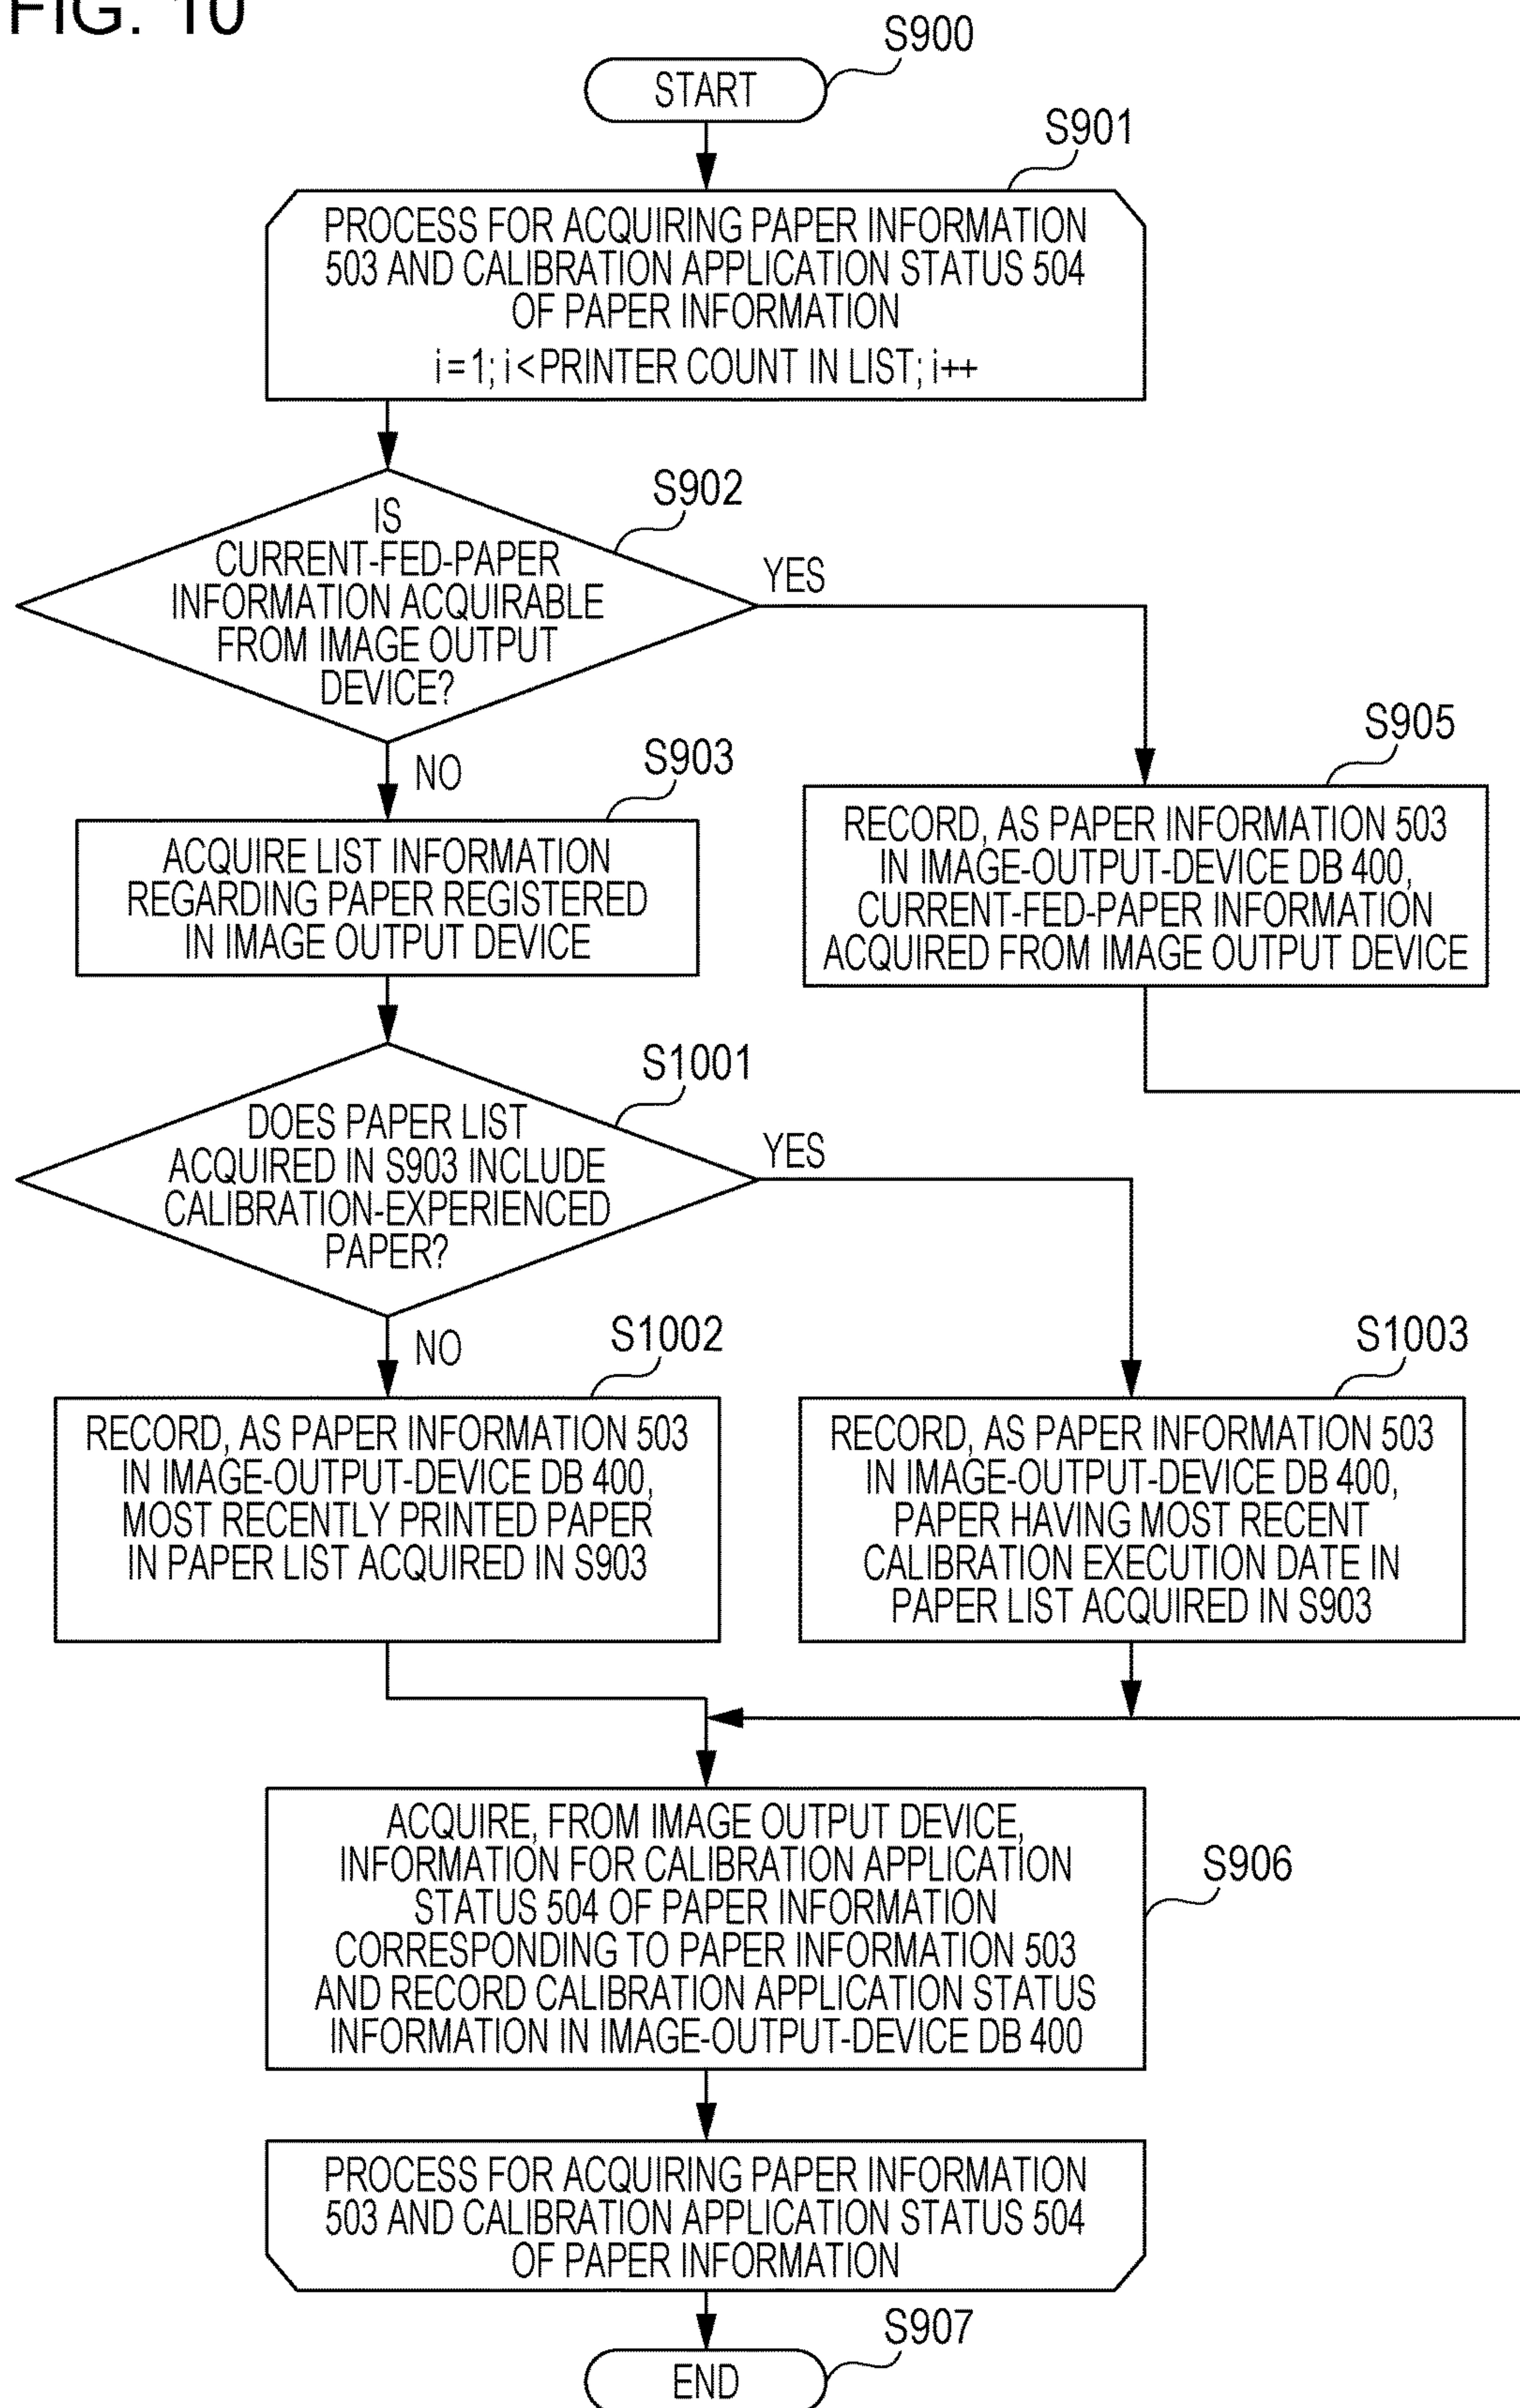 FIG. 10
S900
START
S901
PROCESS FOR ACQUIRING PAPER INFORMATION
503 AND CALIBRATION APPLICATION STATUS 504
OF PAPER INFORMATION
i=1; i<PRINTER COUNT IN LIST; i++
S902
IS
CURRENT-FED-PAPER
INFORMATION ACQUIRABLE
FROM IMAGE OUTPUT
DEVICE?
YES
NO
S903
ACQUIRE LIST INFORMATION
REGARDING PAPER REGISTERED
IN IMAGE OUTPUT DEVICE
S905
RECORD, AS PAPER INFORMATION 503
IN IMAGE-OUTPUT-DEVICE DB 400,
CURRENT-FED-PAPER INFORMATION
ACQUIRED FROM IMAGE OUTPUT DEVICE
S1001
DOES PAPER LIST
ACQUIRED IN S903 INCLUDE
CALIBRATION-EXPERIENCED
PAPER?
YES
NO
S1002
RECORD, AS PAPER INFORMATION 503
IN IMAGE-OUTPUT-DEVICE DB 400,
MOST RECENTLY PRINTED PAPER
IN PAPER LIST ACQUIRED IN S903
S1003
RECORD, AS PAPER INFORMATION 503
IN IMAGE-OUTPUT-DEVICE DB 400,
PAPER HAVING MOST RECENT
CALIBRATION EXECUTION DATE IN
PAPER LIST ACQUIRED IN S903
ACQUIRE, FROM IMAGE OUTPUT DEVICE,
INFORMATION FOR CALIBRATION APPLICATION
STATUS 504 OF PAPER INFORMATION
CORRESPONDING TO PAPER INFORMATION 503
AND RECORD CALIBRATION APPLICATION STATUS
INFORMATION IN IMAGE-OUTPUT-DEVICE DB 400
S906
PROCESS FOR ACQUIRING PAPER INFORMATION
503 AND CALIBRATION APPLICATION STATUS 504
OF PAPER INFORMATION
S907
END